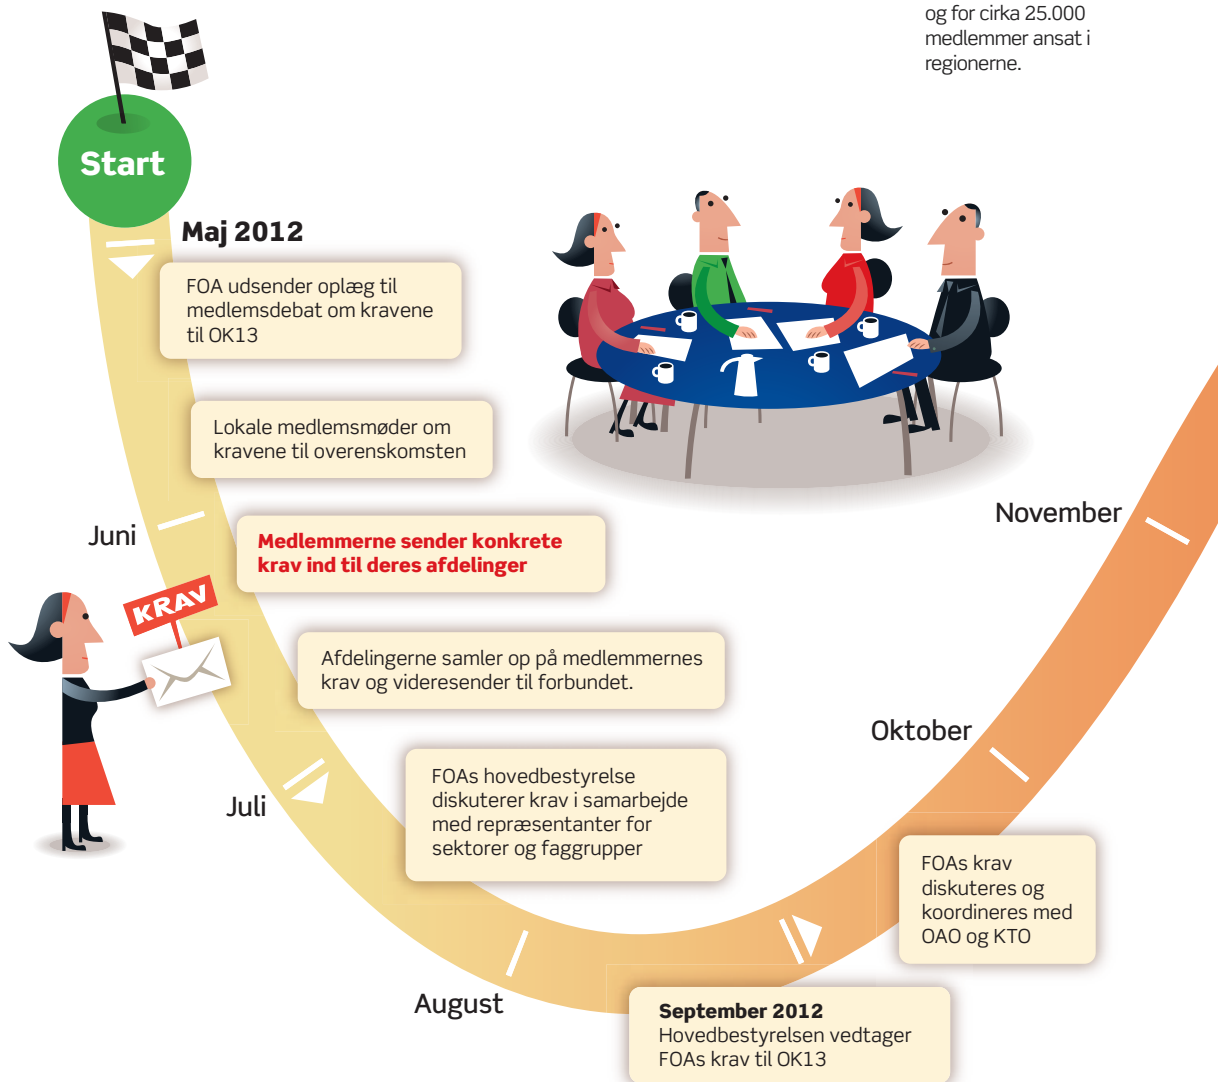 og for cirka 25.000
medlemmer ansat i
regionerne.
Start
Maj 2012
FOA udsender oplæg til
medlemsdebat om kravene
til OK13
Lokale medlemsmøder om
kravene til overenskomsten
Juni
Medlemmerne sender konkrete
krav ind til deres afdelinger
KRAV
Afdelingerne samler op på medlemmernes
krav og videresender til forbundet.
Juli
FOAs hovedbestyrelse
diskuterer krav i samarbejde
med repræsentanter for
sektorer og faggrupper
August
September 2012
Hovedbestyrelsen vedtager
FOAs krav til OK13
FOAs krav
diskuteres og
koordineres med
OAO og KTO
Oktober
November